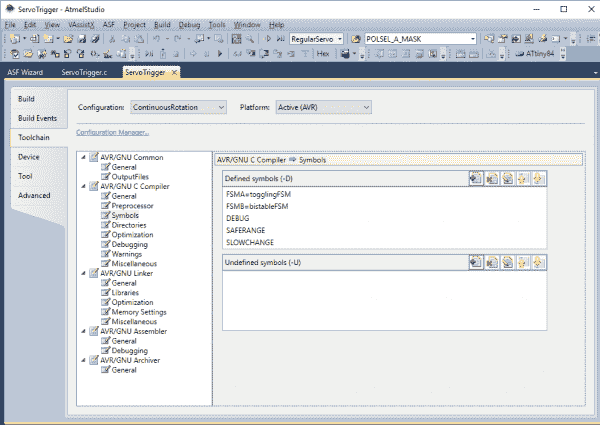 ServoTrigger - AtmelStudio
File Edit View VAssistX ASF Project Build Debug Tools Window Help
RegularServo POLSEL_A_MASK
Hex ATtiny84
ASF Wizard ServoTrigger.c ServoTrigger
Build
Build Events
Toolchain
Device
Tool
Advanced
Configuration: ContinuousRotation Platform: Active (AVR)
Configuration Manager...
AVR/GNU Common
General
OutputFiles
AVR/GNU C Compiler
General
Preprocessor
Symbols
Directories
Optimization
Debugging
Warnings
Miscellaneous
AVR/GNU Linker
General
Libraries
Optimization
Memory Settings
Miscellaneous
AVR/GNU Assembler
General
Debugging
AVR/GNU Archiver
General
AVR/GNU C Compiler ⇨ Symbols
Defined symbols (-D)
FSMA=togglingFSM
FSMB=bistableFSM
DEBUG
SAFERANGE
SLOWCHANGE
Undefined symbols (-U)